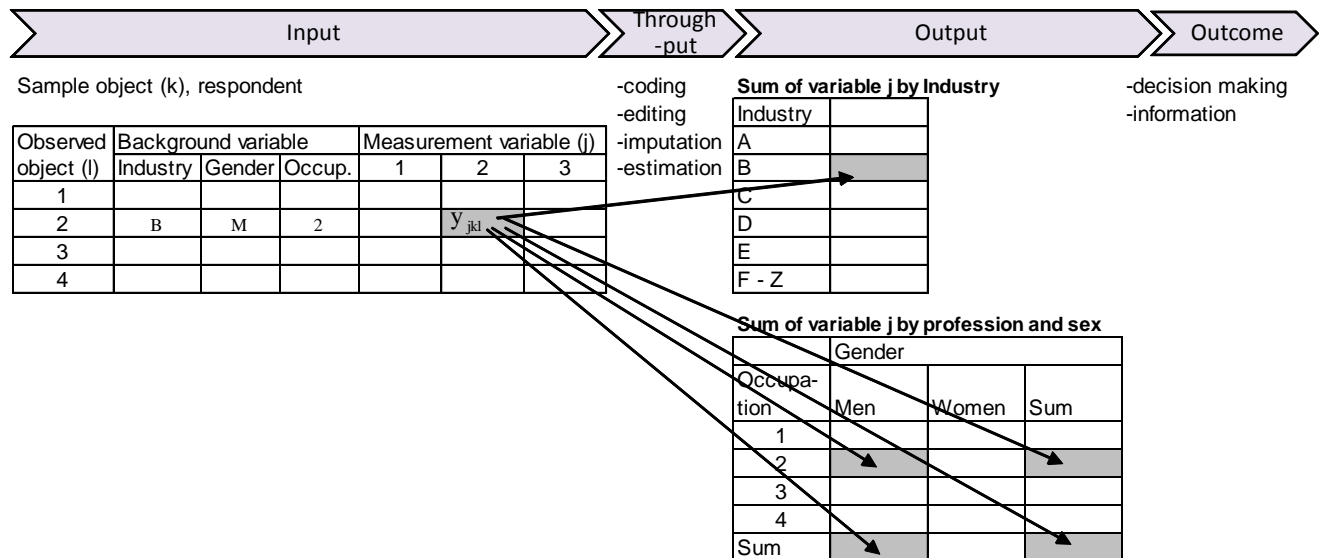 Input
Through
-put
Output
Outcome
Sample object (k), respondent
-coding
-editing
-imputation
-estimation
Observed object (l) Background variable Measurement variable (j)
Industry Gender Occup. 1 2 3
1
2 B M 2 y jkl
3
4
Sum of variable j by Industry
Industry
A
B
C
D
E
F - Z
-decision making
-information
Sum of variable j by profession and sex
Gender
Occupa-
tion Men Women Sum
1
2
3
4
Sum